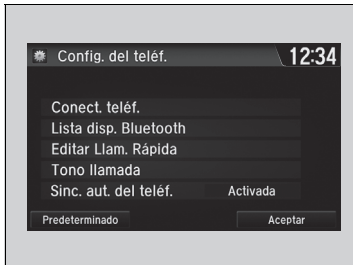 Config. del teléf.
12:34
Conect. teléf.
Lista disp. Bluetooth
Editar Llam. Rápida
Tono llamada
Sinc. aut. del teléf. Activada
Predeterminado Aceptar